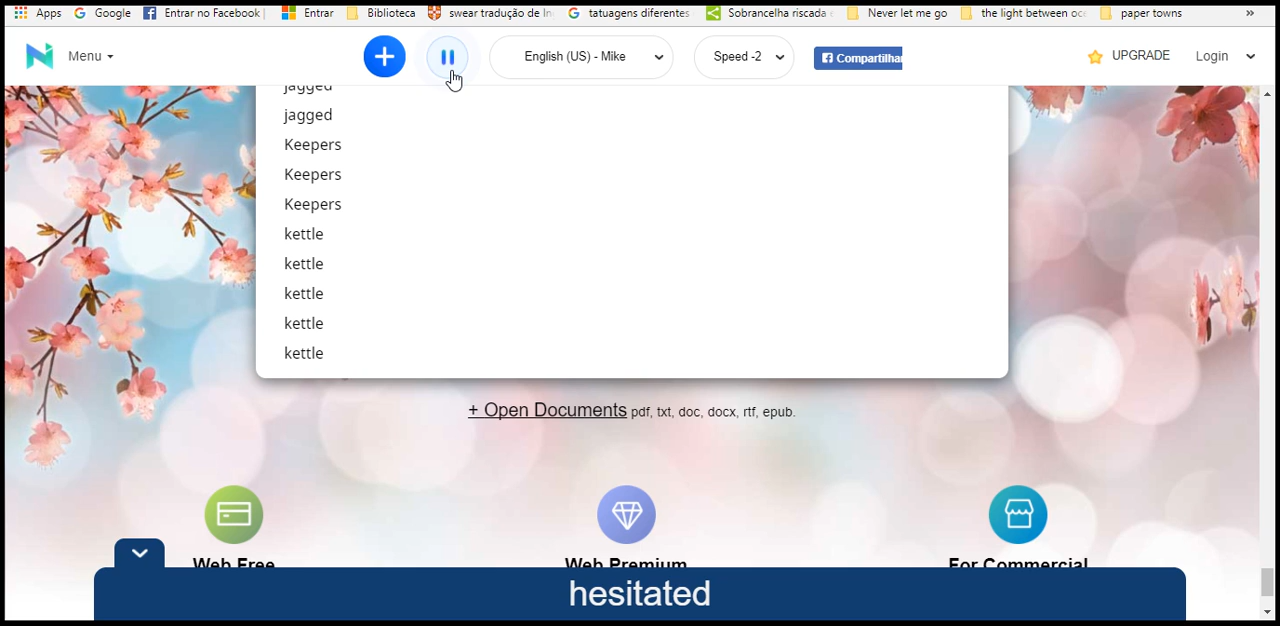 Apps Google Entrar no Facebook Entrar Biblioteca swear tradução de In tatuagens diferentes Sobrancelha riscada Never let me go the light between oce paper towns »
Menu English (US) - Mike Speed -2 Compartilhar UPGRADE Login
jagged
jagged
Keepers
Keepers
Keepers
kettle
kettle
kettle
kettle
kettle
+ Open Documents pdf, txt, doc, docx, rtf, epub.
Web Free Web Premium For Commercial
hesitated